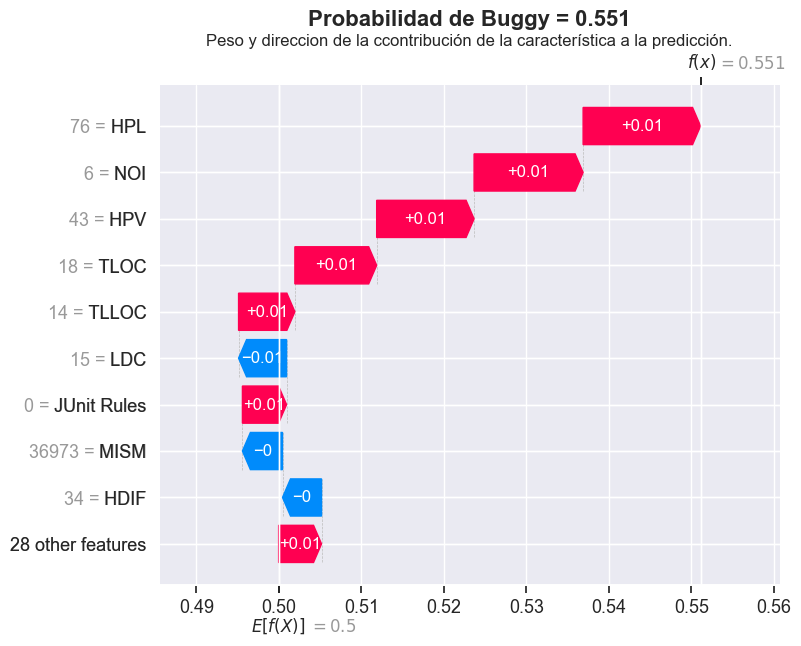 Probabilidad de Buggy = 0.551
Peso y direccion de la ccontribución de la característica a la predicción.
f(x) = 0.551
76 = HPL
+0.01
6 = NOI
+0.01
43 = HPV
+0.01
18 = TLOC
+0.01
14 = TLLOC
+0.01
15 = LDC
−0.01
0 = JUnit Rules
+0.01
36973 = MISM
−0
34 = HDIF
−0
28 other features
+0.01
0.49 0.50 0.51 0.52 0.53 0.54 0.55 0.56
E[f(X)] = 0.5